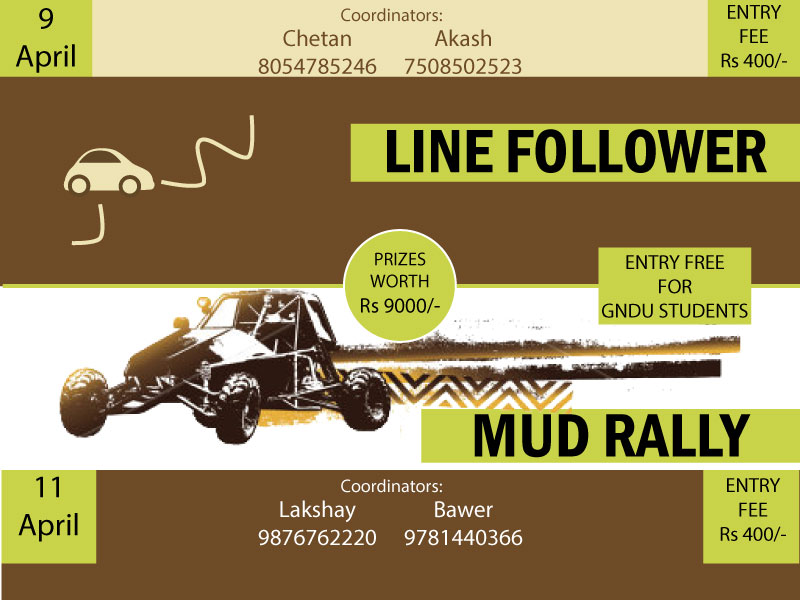 9
April
Coordinators:
Chetan Akash
8054785246 7508502523
ENTRY
FEE
Rs 400/-
LINE FOLLOWER
PRIZES
WORTH
Rs 9000/-
ENTRY FREE
FOR
GNDU STUDENTS
MUD RALLY
11
April
Coordinators:
Lakshay Bawer
9876762220 9781440366
ENTRY
FEE
Rs 400/-